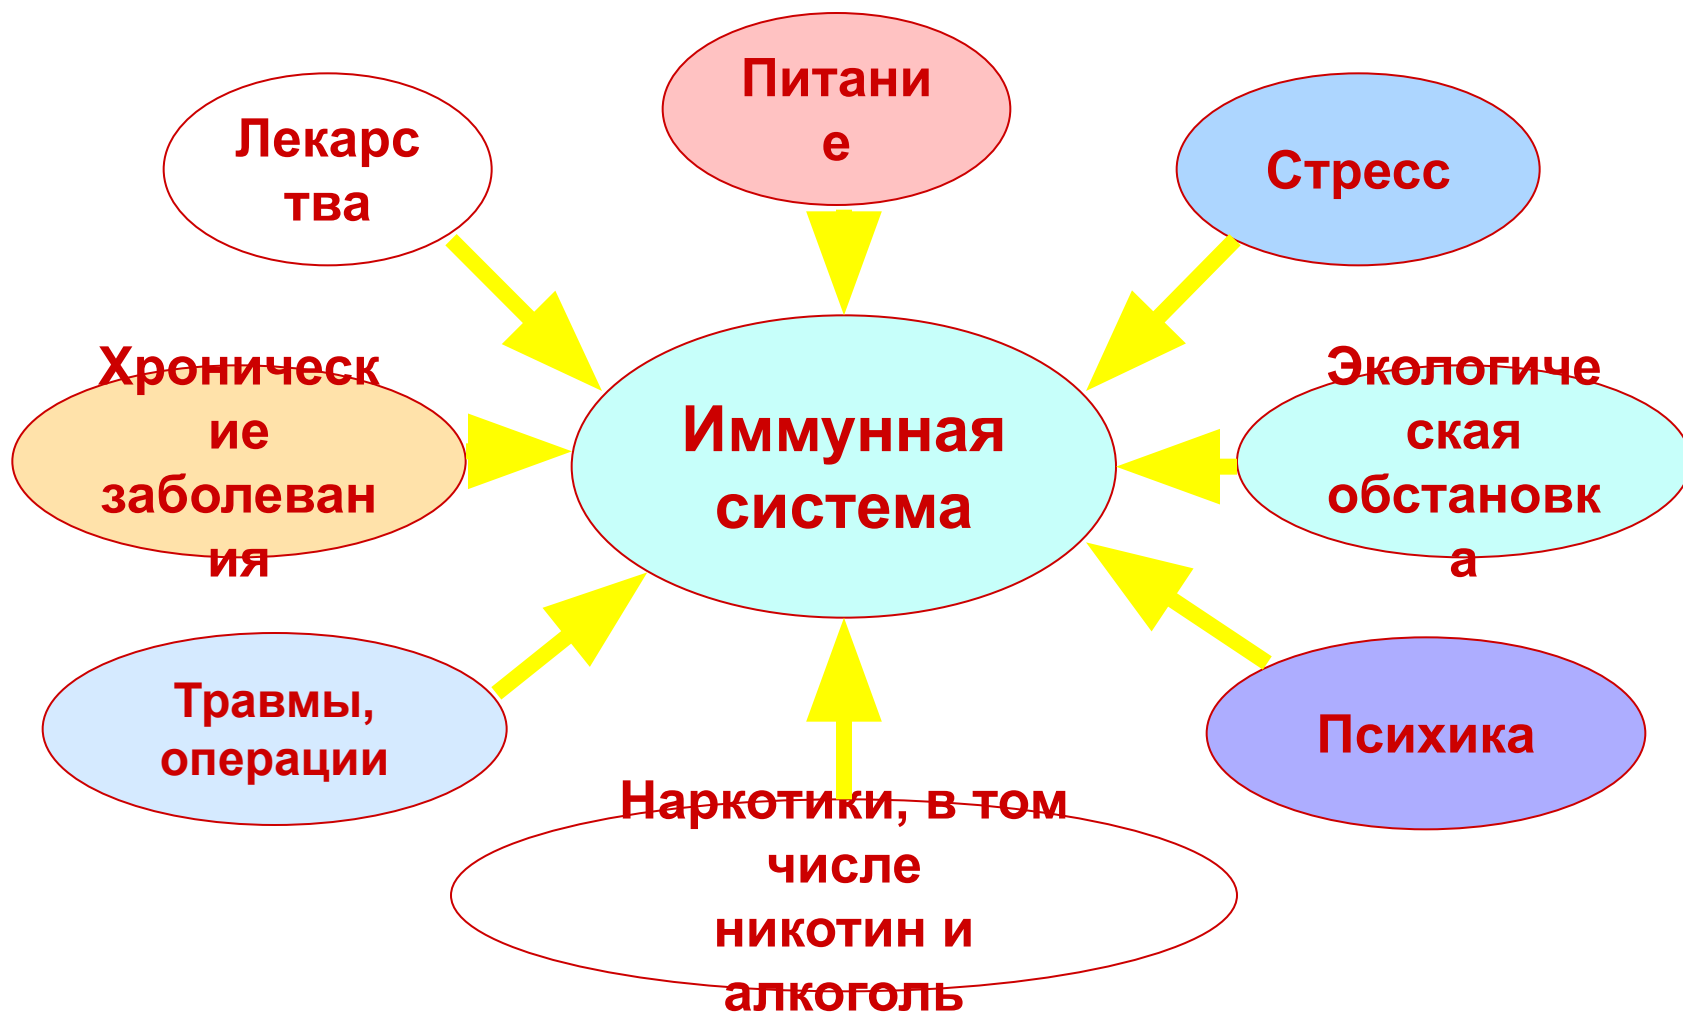 Питани
е
Лекарс
тва
Стресс
Хроническ
ие
заболеван
ия
Иммунная
система
Экологиче
ская
обстановк
а
Травмы,
операции
Психика
Наркотики, в том
числе
никотин и
алкоголь